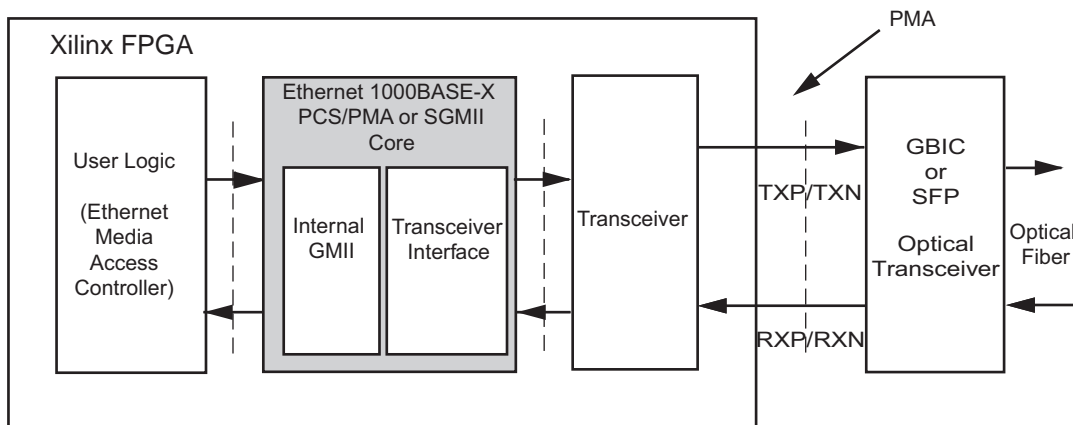 PMA
Xilinx FPGA
Ethernet 1000BASE-X
PCS/PMA or SGMII
Core
User Logic
(Ethernet
Media
Access
Controller)
Internal
GMII
Transceiver
Interface
Transceiver
TXP/TXN
RXP/RXN
GBIC
or
SFP
Optical
Transceiver
Optical
Fiber